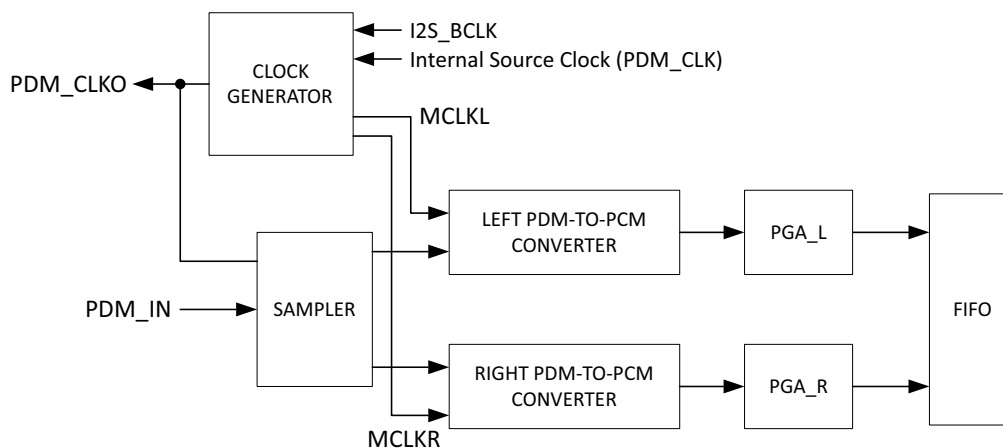 I2S_BCLK
Internal Source Clock (PDM_CLK)
PDM_CLKO
CLOCK
GENERATOR
MCLKL
LEFT PDM-TO-PCM
CONVERTER
PGA_L
PDM_IN
SAMPLER
FIFO
RIGHT PDM-TO-PCM
CONVERTER
PGA_R
MCLKR